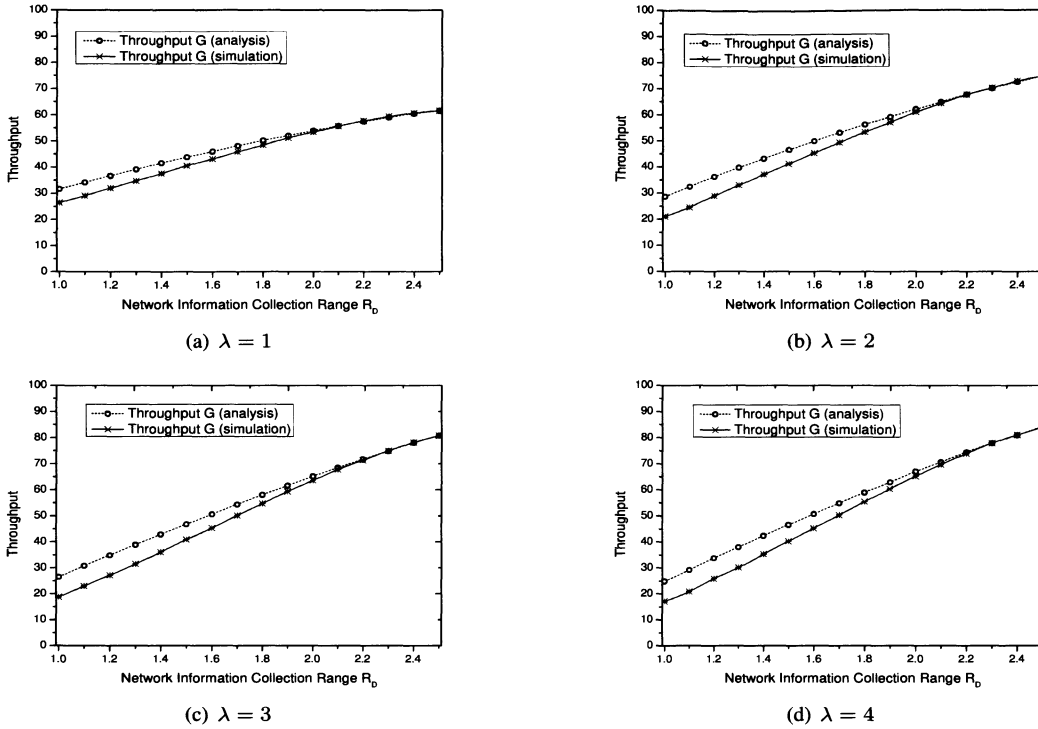 100
90
80
70
60
50
40
30
20
10
0
Throughput
Throughput G (analysis)
Throughput G (simulation)
1.0 1.2 1.4 1.6 1.8 2.0 2.2 2.4
Network Information Collection Range R_D
(a) λ = 1
100
90
80
70
60
50
40
30
20
10
0
Throughput
Throughput G (analysis)
Throughput G (simulation)
1.0 1.2 1.4 1.6 1.8 2.0 2.2 2.4
Network Information Collection Range R_D
(b) λ = 2
100
90
80
70
60
50
40
30
20
10
0
Throughput
Throughput G (analysis)
Throughput G (simulation)
1.0 1.2 1.4 1.6 1.8 2.0 2.2 2.4
Network Information Collection Range R_D
(c) λ = 3
100
90
80
70
60
50
40
30
20
10
0
Throughput
Throughput G (analysis)
Throughput G (simulation)
1.0 1.2 1.4 1.6 1.8 2.0 2.2 2.4
Network Information Collection Range R_D
(d) λ = 4